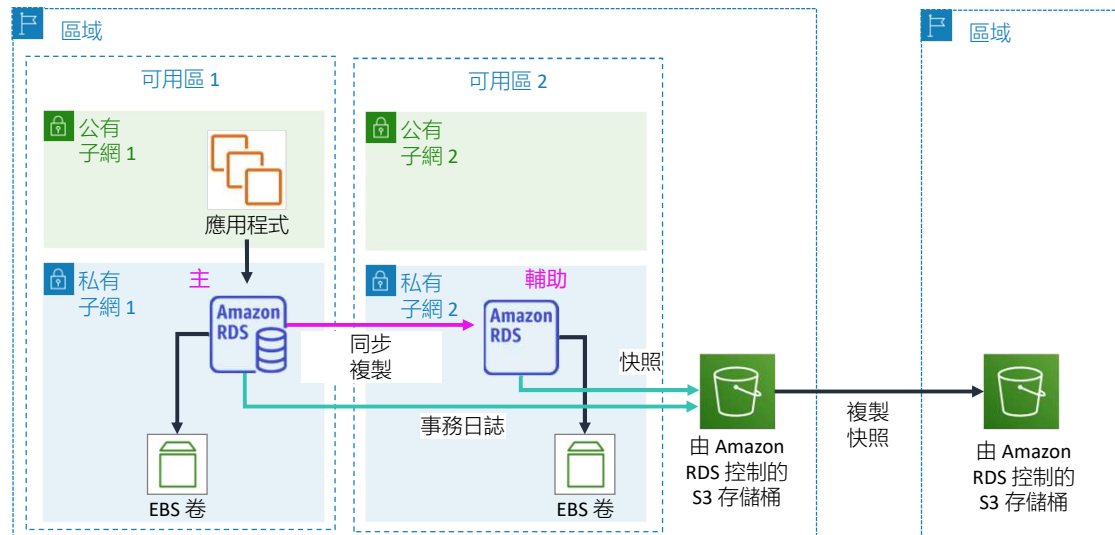 區域
可用區 1
公有
子網 1
應用程式
私有
子網 1
主
Amazon
RDS
同步
複製
EBS 卷
可用區 2
公有
子網 2
私有
子網 2
輔助
Amazon
RDS
快照
事務日誌
EBS 卷
由 Amazon
RDS 控制的
S3 存儲桶
複製
快照
區域
由 Amazon
RDS 控制的
S3 存儲桶